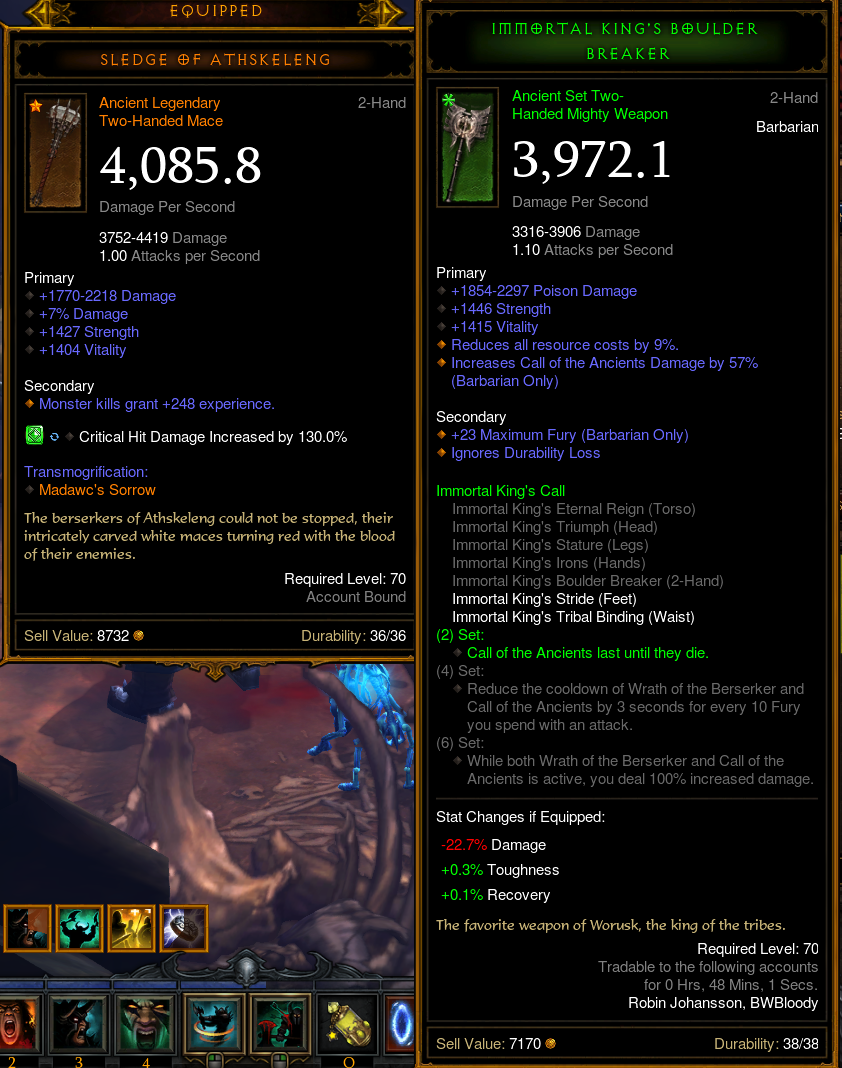 EQUIPPED
SLEDGE OF ATHSKELENG
Ancient Legendary
Two-Handed Mace
2-Hand
4,085.8
Damage Per Second
3752-4419 Damage
1.00 Attacks per Second
Primary
+1770-2218 Damage
+7% Damage
+1427 Strength
+1404 Vitality
Secondary
Monster kills grant +248 experience.
Critical Hit Damage Increased by 130.0%
Transmogrification:
Madawc's Sorrow
The berserkers of Athskeleng could not be stopped, their
intricately carved white maces turning red with the blood
of their enemies.
Required Level: 70
Account Bound
Sell Value: 8732
Durability: 36/36
2
3
4
Q
IMMORTAL KING'S BOULDER
BREAKER
Ancient Set Two-
Handed Mighty Weapon
2-Hand
Barbarian
3,972.1
Damage Per Second
3316-3906 Damage
1.10 Attacks per Second
Primary
+1854-2297 Poison Damage
+1446 Strength
+1415 Vitality
Reduces all resource costs by 9%.
Increases Call of the Ancients Damage by 57%
(Barbarian Only)
Secondary
+23 Maximum Fury (Barbarian Only)
Ignores Durability Loss
Immortal King's Call
Immortal King's Eternal Reign (Torso)
Immortal King's Triumph (Head)
Immortal King's Stature (Legs)
Immortal King's Irons (Hands)
Immortal King's Boulder Breaker (2-Hand)
Immortal King's Stride (Feet)
Immortal King's Tribal Binding (Waist)
(2) Set:
Call of the Ancients last until they die.
(4) Set:
Reduce the cooldown of Wrath of the Berserker and
Call of the Ancients by 3 seconds for every 10 Fury
you spend with an attack.
(6) Set:
While both Wrath of the Berserker and Call of the
Ancients is active, you deal 100% increased damage.
Stat Changes if Equipped:
-22.7% Damage
+0.3% Toughness
+0.1% Recovery
The favorite weapon of Worusk, the king of the tribes.
Required Level: 70
Tradable to the following accounts
for 0 Hrs, 48 Mins, 1 Secs.
Robin Johansson, BWBloody
Sell Value: 7170
Durability: 38/38